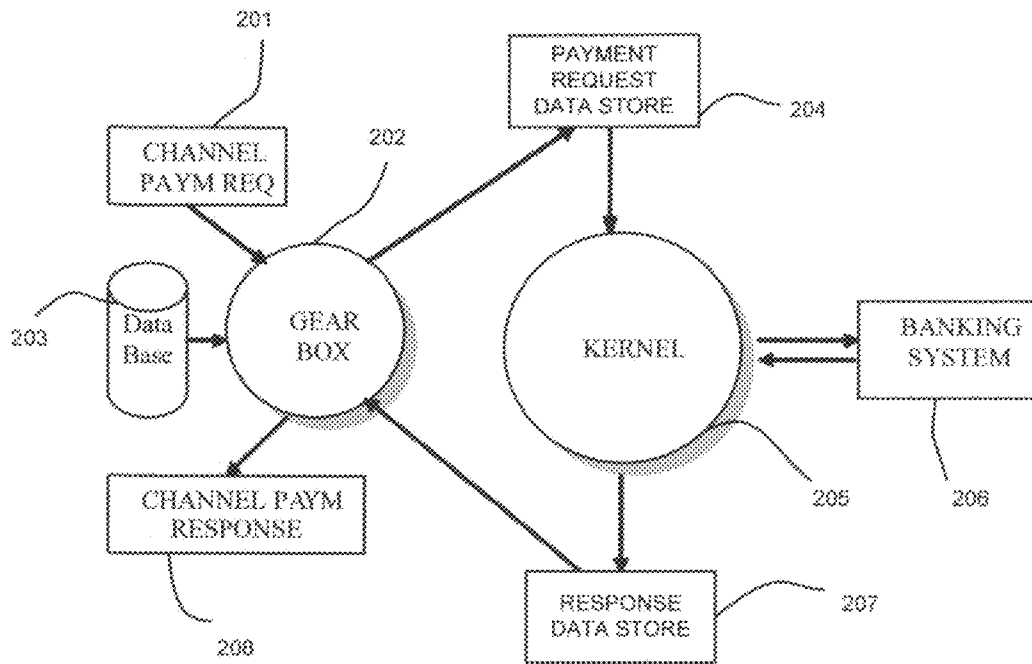 201
PAYMENT
REQUEST
DATA STORE
204
CHANNEL
PAYM REQ
202
203
Data
Base
GEAR
BOX
KERNEL
BANKING
SYSTEM
CHANNEL PAYM
RESPONSE
205
206
RESPONSE
DATA STORE
207
208